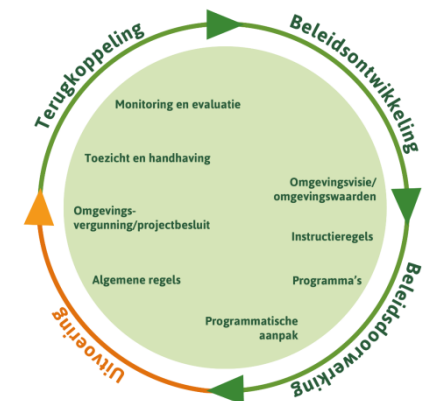 Terugkoppeling
Beleidsontwikkeling
Monitoring en evaluatie
Toezicht en handhaving
Omgevingsvisie/
omgevingswaarden
Omgevings-
vergunning/projectbesluit
Instructieregels
Algemene regels
Programma's
Programmatische
aanpak
Uitvoering
Beleidsdoorwerking